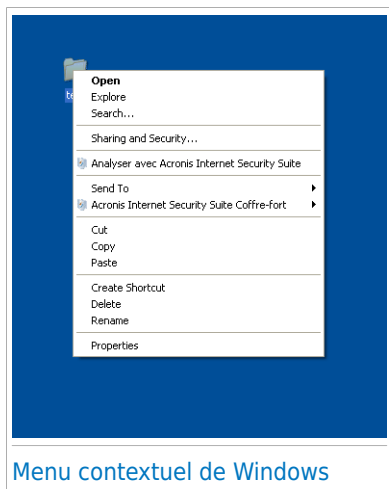 Open
Explore
Search...
Sharing and Security...
Analyser avec Acronis Internet Security Suite
Send To
Acronis Internet Security Suite Coffre-fort
Cut
Copy
Paste
Create Shortcut
Delete
Rename
Properties
Menu contextuel de Windows